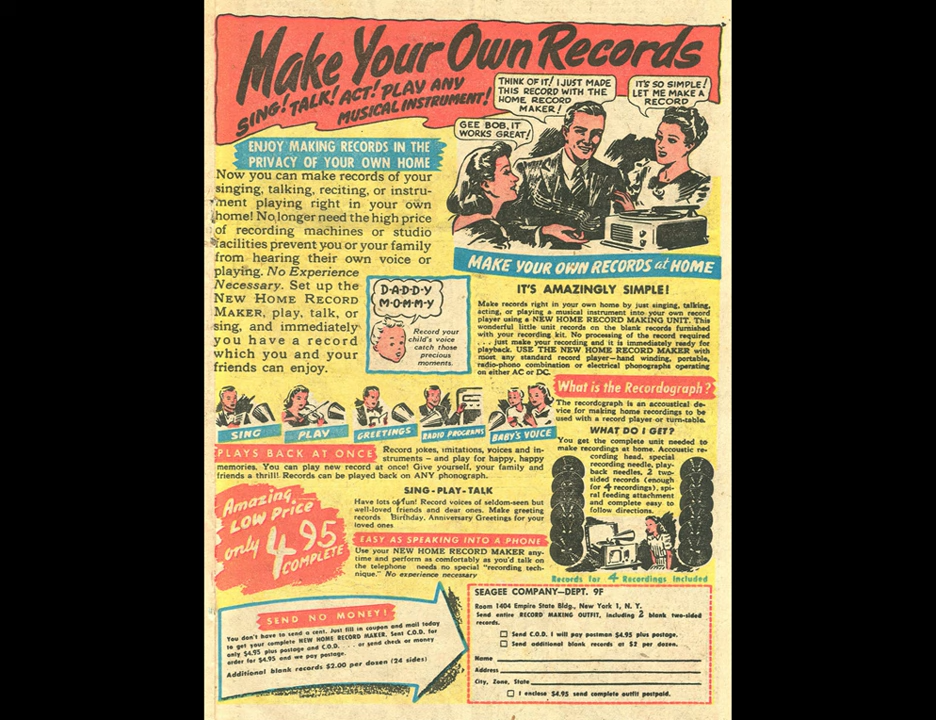 Make Your Own Records
SING! TALK! ACT! PLAY ANY
MUSICAL INSTRUMENT!
THINK OF IT! I JUST MADE
THIS RECORD WITH THE
HOME RECORD
MAKER!
IT'S SO SIMPLE!
LET ME MAKE A
RECORD
GEE BOB, IT
WORKS GREAT!
ENJOY MAKING RECORDS IN THE
PRIVACY OF YOUR OWN HOME
Now you can make records of your
singing, talking, reciting, or instru-
ment playing right in your own
home! No longer need the high price
of recording machines or studio
facilities prevent you or your family
from hearing their own voice or
playing. No Experience
Necessary. Set up the
NEW HOME RECORD
MAKER, play, talk, or
sing, and immediately
you have a record
which you and your
friends can enjoy.
D-A-D-D-Y
M-O-M-M-Y
Record your
child's voice
catch those
precious
moments.
MAKE YOUR OWN RECORDS at HOME
IT'S AMAZINGLY SIMPLE!
Make records right in your own home by just singing, talking,
acting, or playing a musical instrument into your own record
player using a NEW HOME RECORD MAKING UNIT. This
wonderful little unit records on the blank records furnished
with your recording kit. No processing of the record required
. . . just make your recording and it is immediately ready for
playback. USE THE NEW HOME RECORD MAKER with
most any standard record player—hand winding, portable,
radio-phono combination or electrical phonographs operating
on either AC or DC.
SING
PLAY
GREETINGS
RADIO PROGRAMS
BABY'S VOICE
What is the Recordograph?
The recordograph is an accoustical de-
vice for making home recordings to be
used with a record player or turn-table.
WHAT DO I GET?
You get the complete unit needed to
make recordings at home. Accoustic re-
cording head, special
recording needle, play-
back needles, 2 two-
sided records (enough
for 4 recordings), spi-
ral feeding attachment
and complete easy to
follow directions.
Records for 4 Recordings Included
PLAYS BACK AT ONCE Record jokes, imitations, voices and in-
struments - and play for happy, happy
memories. You can play new record at once! Give yourself, your family and
friends a thrill! Records can be played back on ANY phonograph.
SING-PLAY-TALK
Have lots of fun! Record voices of seldom-seen but
well-loved friends and dear ones. Make greeting
records Birthday, Anniversary Greetings for your
loved ones
EASY AS SPEAKING INTO A PHONE
Use your NEW HOME RECORD MAKER any-
time and perform as comfortably as you'd talk on
the telephone needs no special "recording tech-
nique." No experience necessary
Amazing
LOW Price
only 4 95
COMPLETE
SEND NO MONEY!
You don't have to send a cent. Just fill in coupon and mail today
to get your complete NEW HOME RECORD MAKER. Sent C.O.D. for
only $4.95 plus postage and C.O.D. . . . or send check or money
order for $4.95 and we pay postage.
Additional blank records $2.00 per dozen (24 sides)
SEAGEE COMPANY—DEPT. 9F
Room 1404 Empire State Bldg., New York 1, N. Y.
Send entire RECORD MAKING OUTFIT, including 2 blank two-sided
records.
Send C.O.D. I will pay postman $4.95 plus postage.
Send additional blank records at $2 per dozen.
Name
Address
City, Zone, State
I enclose $4.95 send complete outfit postpaid.